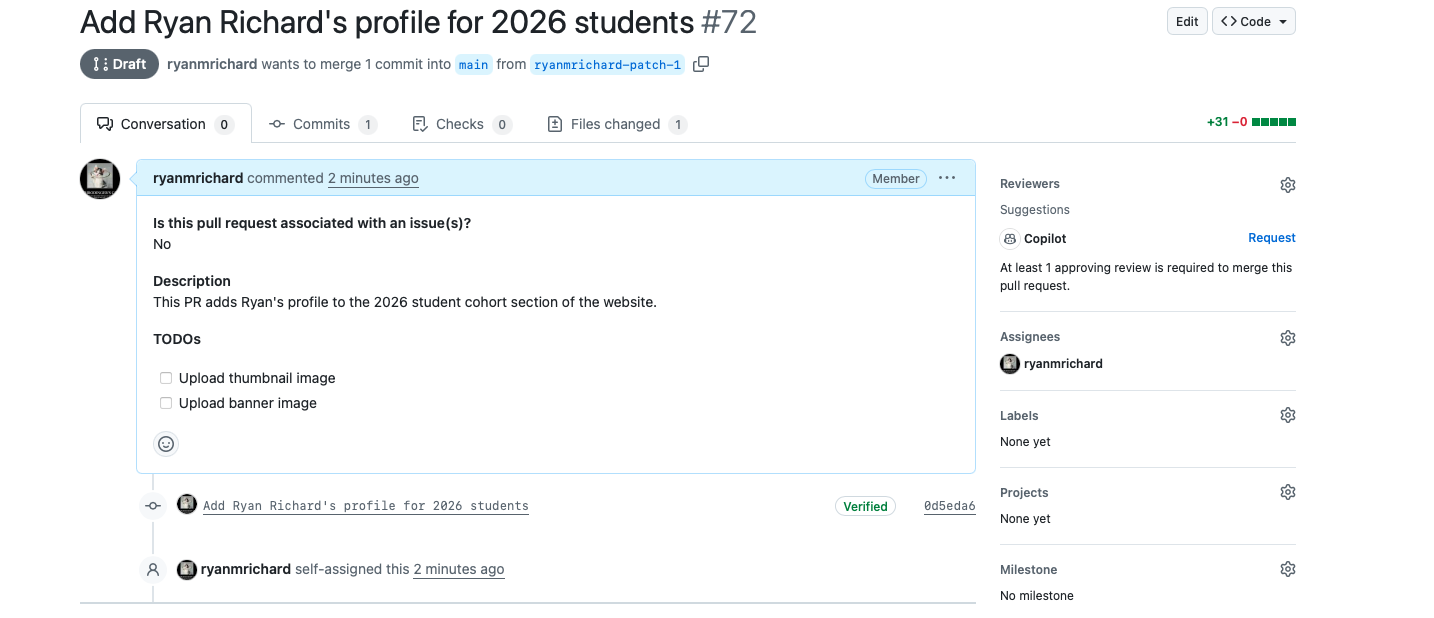 Add Ryan Richard's profile for 2026 students #72
Edit
Code
Draft
ryanmrichard wants to merge 1 commit into main from ryanmrichard-patch-1
Conversation 0
Commits 1
Checks 0
Files changed 1
+31 −0
ryanmrichard commented 2 minutes ago
Member
Is this pull request associated with an issue(s)?
No
Description
This PR adds Ryan's profile to the 2026 student cohort section of the website.
TODOs
Upload thumbnail image
Upload banner image
Add Ryan Richard's profile for 2026 students
Verified
0d5eda6
ryanmrichard self-assigned this 2 minutes ago
Reviewers
Suggestions
Copilot
Request
At least 1 approving review is required to merge this
pull request.
Assignees
ryanmrichard
Labels
None yet
Projects
None yet
Milestone
No milestone